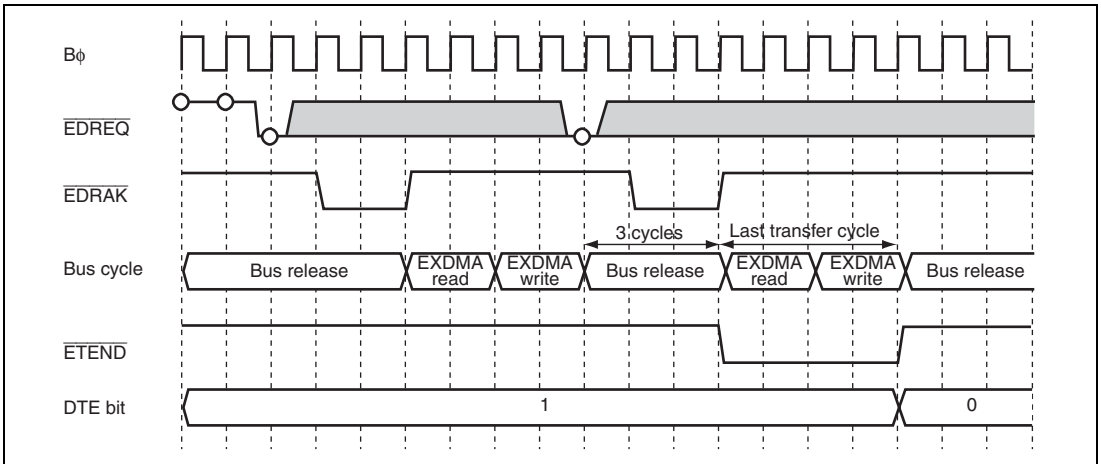 Bφ
EDREQ
EDRAK
3 cycles
Last transfer cycle
Bus cycle
Bus release
EXDMA
read
EXDMA
write
Bus release
EXDMA
read
EXDMA
write
Bus release
ETEND
DTE bit
1
0